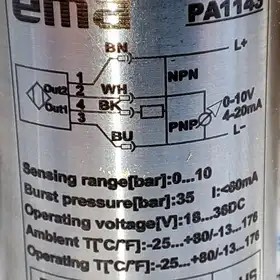 ema
PA1143
BN
L+
1
Out2
2
WH
NPN
Out1
4
BK
0-10V
3
PNP
4-20mA
BU
L-
Sensing range[bar]:0...10
Burst pressure[bar]:35 I:<60mA
Operating voltage[V]:18...36DC
Ambient T[C/°F]:-25...+80/-13...176
Operating T[C/°F]:-25...+80/-13...176